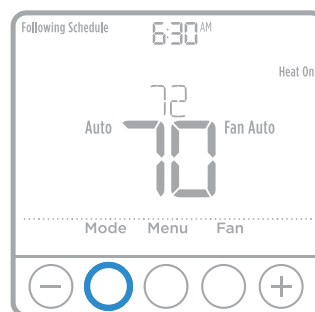 Following Schedule 6:30 AM
Heat On
72
Auto 70 Fan Auto
Mode Menu Fan
− +